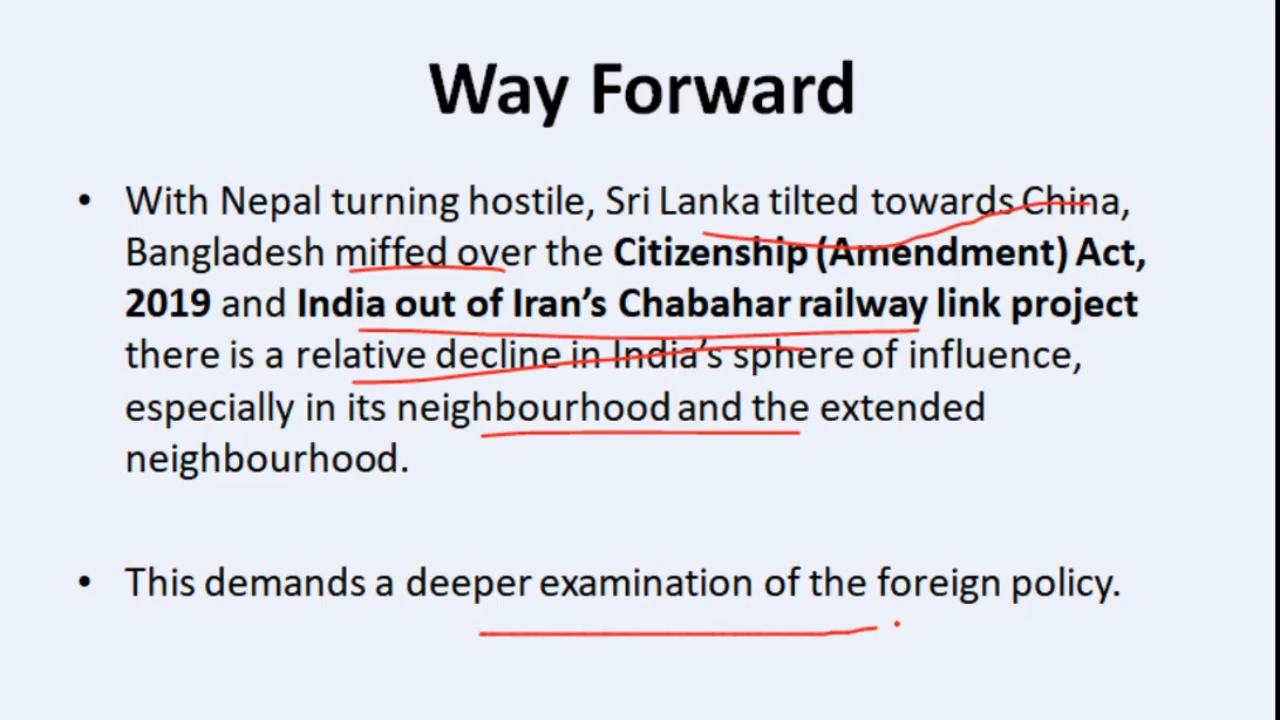 Way Forward
• With Nepal turning hostile, Sri Lanka tilted towards China,
Bangladesh miffed over the Citizenship (Amendment) Act,
2019 and India out of Iran's Chabahar railway link project
there is a relative decline in India's sphere of influence,
especially in its neighbourhood and the extended
neighbourhood.
• This demands a deeper examination of the foreign policy.